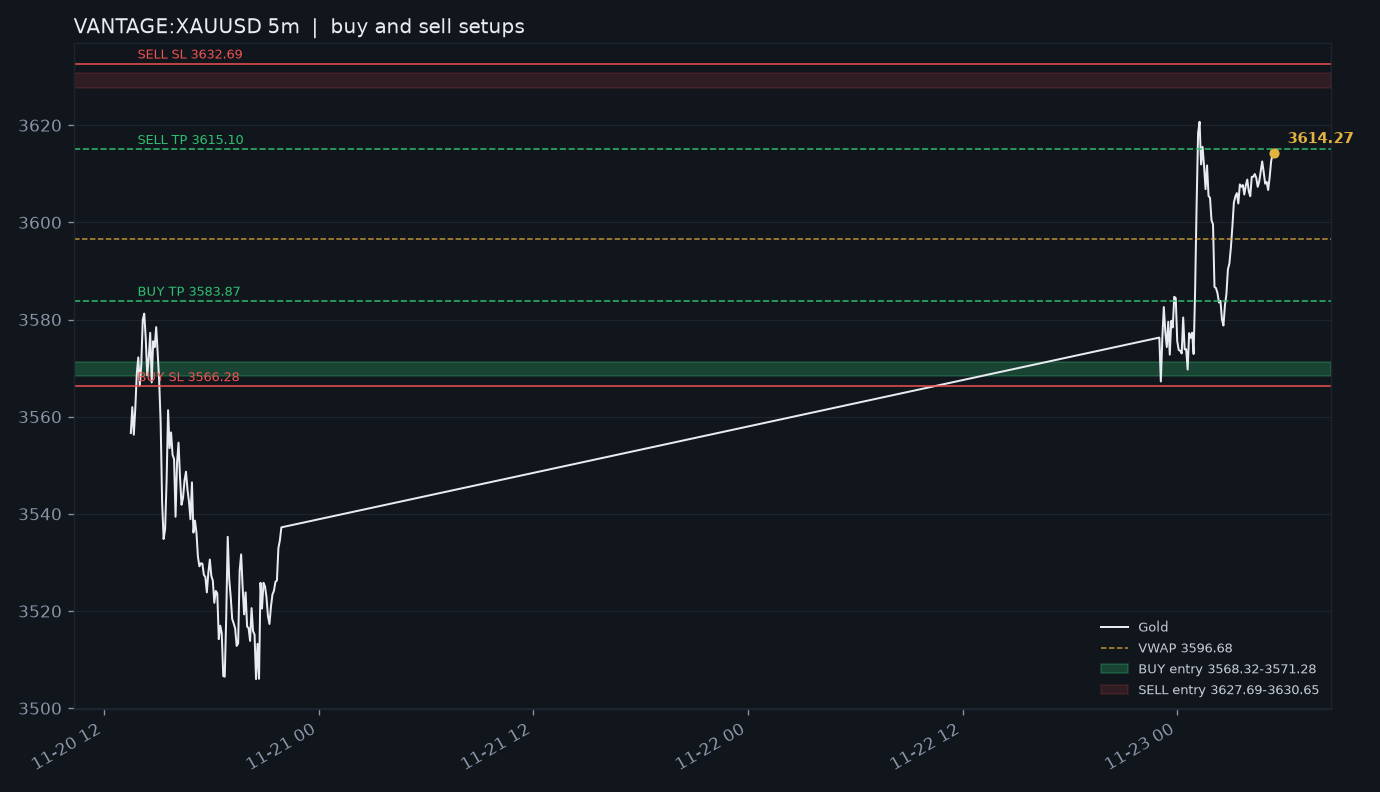 VANTAGE:XAUUSD 5m | buy and sell setups
SELL SL 3632.69
3620
SELL TP 3615.10
3614.27
3600
BUY TP 3583.87
3580
BUY SL 3566.28
3560
3540
3520
3500
Gold
VWAP 3596.68
BUY entry 3568.32-3571.28
SELL entry 3627.69-3630.65
11-20 12
11-21 00
11-21 12
11-22 00
11-22 12
11-23 00